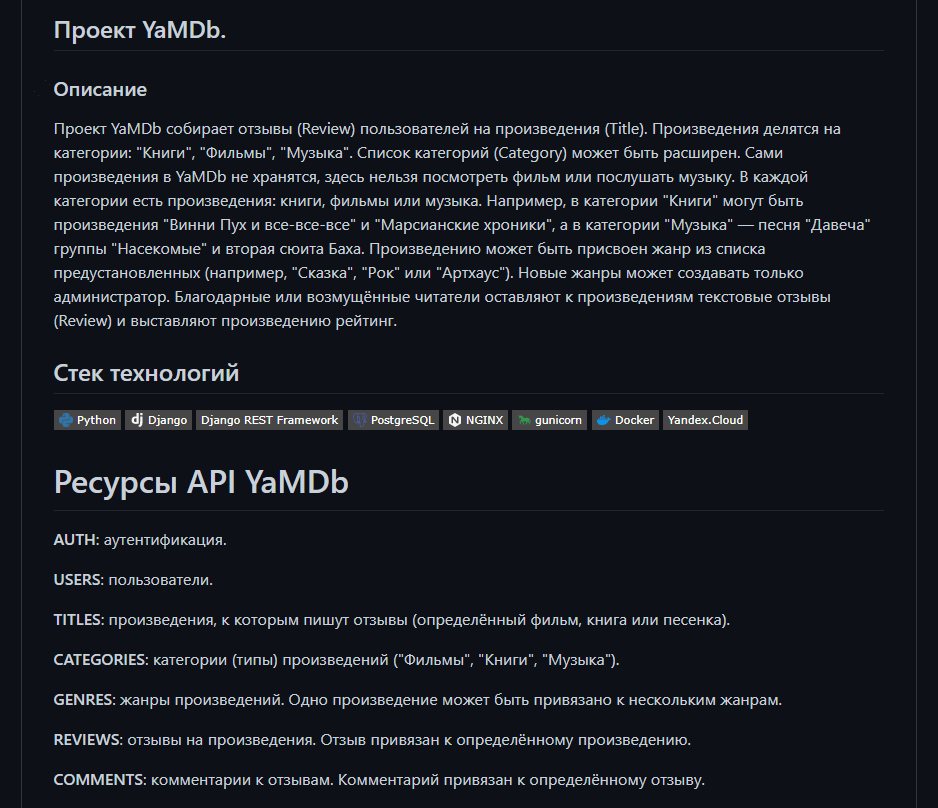 Проект YaMDb.
Описание
Проект YaMDb собирает отзывы (Review) пользователей на произведения (Title). Произведения делятся на
категории: "Книги", "Фильмы", "Музыка". Список категорий (Category) может быть расширен. Сами
произведения в YaMDb не хранятся, здесь нельзя посмотреть фильм или послушать музыку. В каждой
категории есть произведения: книги, фильмы или музыка. Например, в категории "Книги" могут быть
произведения "Винни Пух и все-все-все" и "Марсианские хроники", а в категории "Музыка" — песня "Давеча"
группы "Насекомые" и вторая сюита Баха. Произведению может быть присвоен жанр из списка
предустановленных (например, "Сказка", "Рок" или "Артхаус"). Новые жанры может создавать только
администратор. Благодарные или возмущённые читатели оставляют к произведениям текстовые отзывы
(Review) и выставляют произведению рейтинг.
Стек технологий
Python dj Django Django REST Framework PostgreSQL NGINX gunicorn Docker Yandex.Cloud
Ресурсы API YaMDb
AUTH: аутентификация.
USERS: пользователи.
TITLES: произведения, к которым пишут отзывы (определённый фильм, книга или песенка).
CATEGORIES: категории (типы) произведений ("Фильмы", "Книги", "Музыка").
GENRES: жанры произведений. Одно произведение может быть привязано к нескольким жанрам.
REVIEWS: отзывы на произведения. Отзыв привязан к определённому произведению.
COMMENTS: комментарии к отзывам. Комментарий привязан к определённому отзыву.